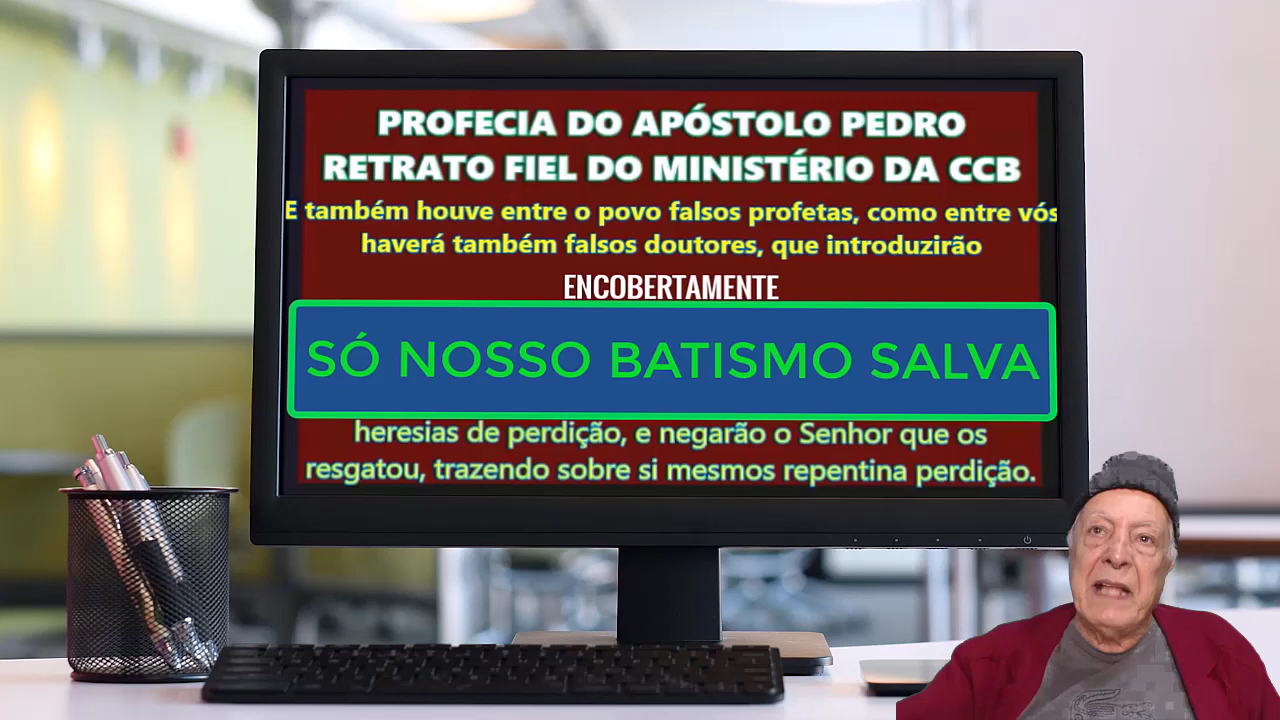 PROFECIA DO APÓSTOLO PEDRO
RETRATO FIEL DO MINISTÉRIO DA CCB
E também houve entre o povo falsos profetas, como entre vós
haverá também falsos doutores, que introduzirão
ENCOBERTAMENTE
SÓ NOSSO BATISMO SALVA
heresias de perdição, e negarão o Senhor que os
resgatou, trazendo sobre si mesmos repentina perdição.